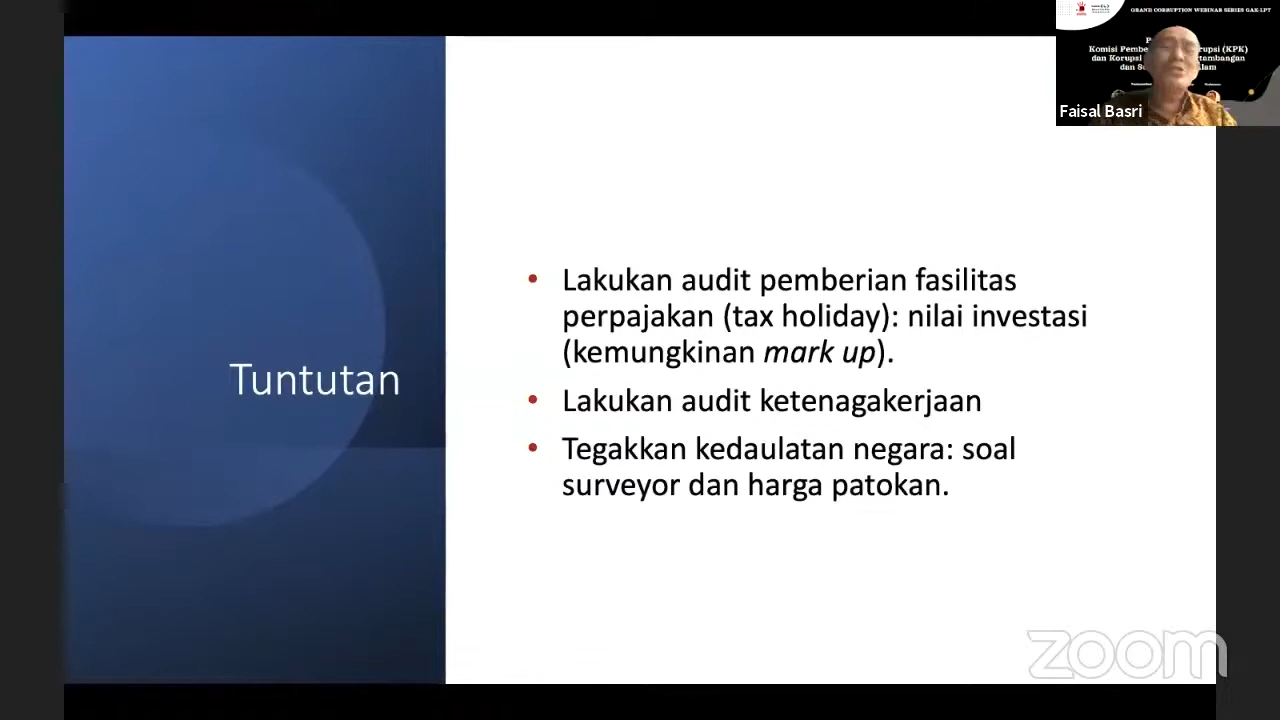 GRAND CORRUPTION WEBINAR SERIES GAK-LPT
Komisi Pembe rupsi (KPK)
dan Korupsi tambangan
dan S lam
Faisal Basri
Tuntutan
• Lakukan audit pemberian fasilitas
perpajakan (tax holiday): nilai investasi
(kemungkinan mark up).
• Lakukan audit ketenagakerjaan
• Tegakkan kedaulatan negara: soal
surveyor dan harga patokan.
zoom